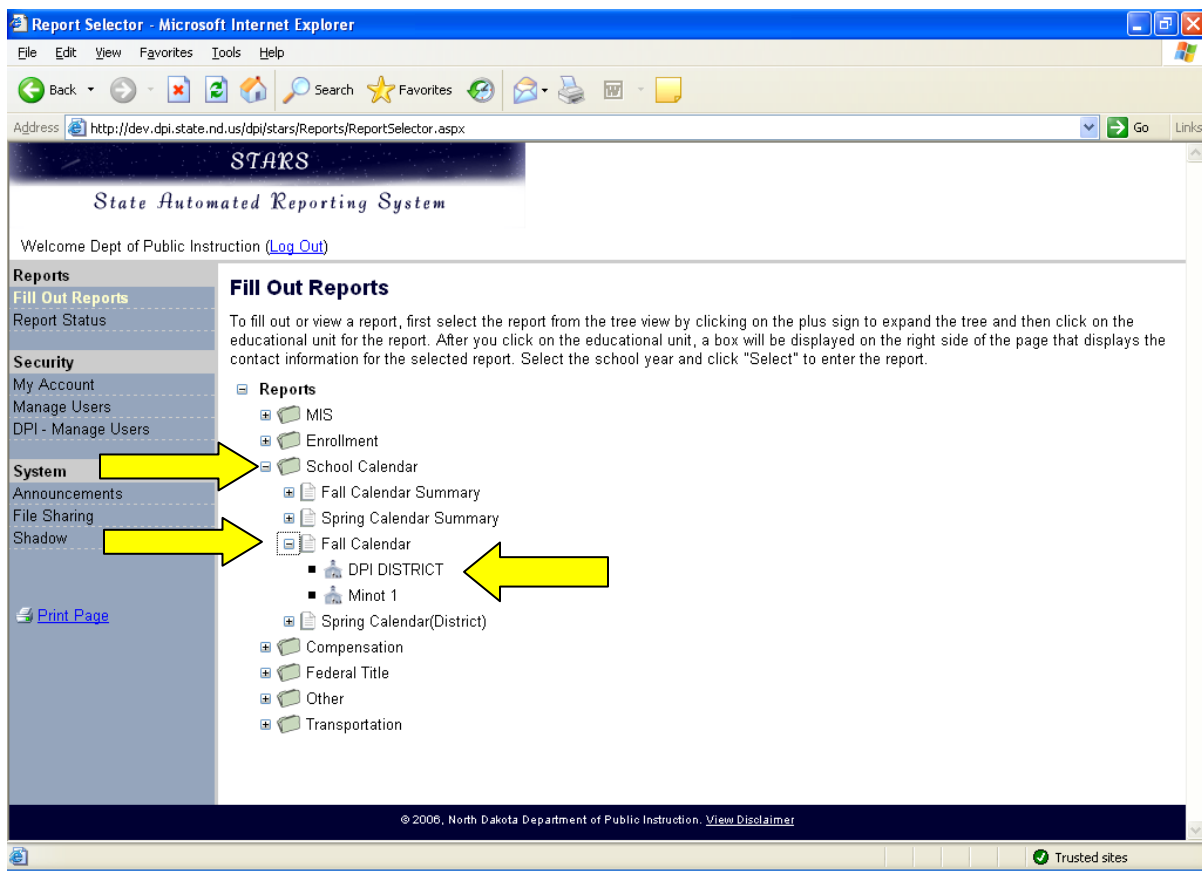 Report Selector - Microsoft Internet Explorer
File Edit View Favorites Tools Help
Back Search Favorites
Address http://dev.dpi.state.nd.us/dpi/stars/Reports/ReportSelector.aspx Go Links
STARS
State Automated Reporting System
Welcome Dept of Public Instruction (Log Out)
Reports
Fill Out Reports
Report Status
Security
My Account
Manage Users
DPI - Manage Users
System
Announcements
File Sharing
Shadow
Print Page
Fill Out Reports
To fill out or view a report, first select the report from the tree view by clicking on the plus sign to expand the tree and then click on the
educational unit for the report. After you click on the educational unit, a box will be displayed on the right side of the page that displays the
contact information for the selected report. Select the school year and click "Select" to enter the report.
Reports
MIS
Enrollment
School Calendar
Fall Calendar Summary
Spring Calendar Summary
Fall Calendar
DPI DISTRICT
Minot 1
Spring Calendar(District)
Compensation
Federal Title
Other
Transportation
© 2006, North Dakota Department of Public Instruction. View Disclaimer
Trusted sites